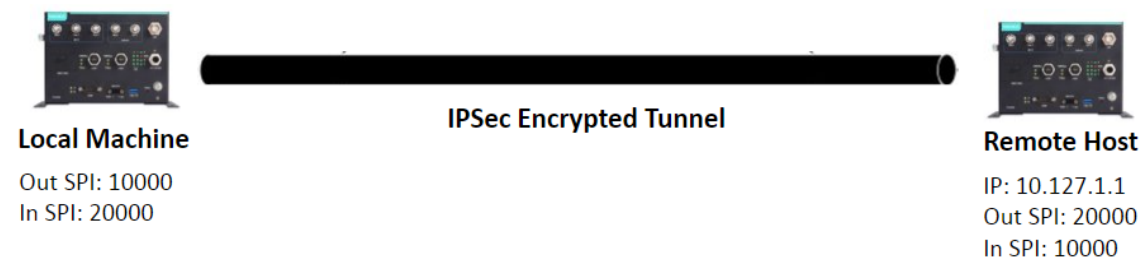 IPSec Encrypted Tunnel
Local Machine
Out SPI: 10000
In SPI: 20000
Remote Host
IP: 10.127.1.1
Out SPI: 20000
In SPI: 10000